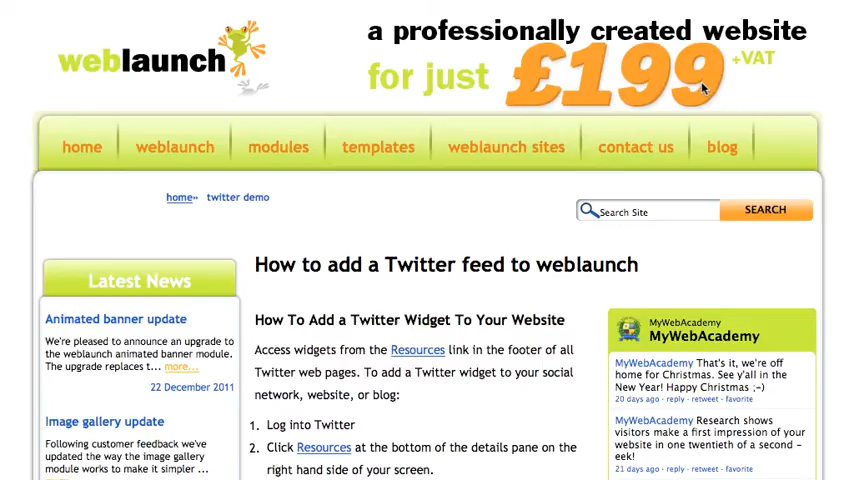 weblaunch
a professionally created website
for just £199 +VAT
home weblaunch modules templates weblaunch sites contact us blog
home» twitter demo
Search Site SEARCH
Latest News
Animated banner update
We're pleased to announce an upgrade to
the weblaunch animated banner module.
The upgrade replaces t... more...
22 December 2011
Image gallery update
Following customer feedback we've
updated the way the image gallery
module works to make it simpler ...
How to add a Twitter feed to weblaunch
How To Add a Twitter Widget To Your Website
Access widgets from the Resources link in the footer of all
Twitter web pages. To add a Twitter widget to your social
network, website, or blog:
1. Log into Twitter
2. Click Resources at the bottom of the details pane on the
right hand side of your screen.
MyWebAcademy
MyWebAcademy
MyWebAcademy That's it, we're off
home for Christmas. See y'all in the
New Year! Happy Christmas ;-)
20 days ago · reply · retweet · favorite
MyWebAcademy Research shows
visitors make a first impression of your
website in one twentieth of a second -
eek!
21 days ago · reply · retweet · favorite